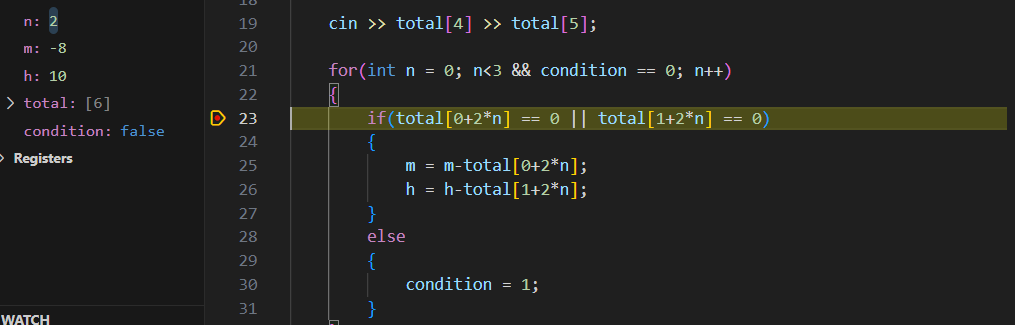 n: 2
m: -8
h: 10
total: [6]
condition: false
Registers
WATCH
18
19 cin >> total[4] >> total[5];
20
21 for(int n = 0; n<3 && condition == 0; n++)
22 {
23 if(total[0+2*n] == 0 || total[1+2*n] == 0)
24 {
25 m = m-total[0+2*n];
26 h = h-total[1+2*n];
27 }
28 else
29 {
30 condition = 1;
31 }